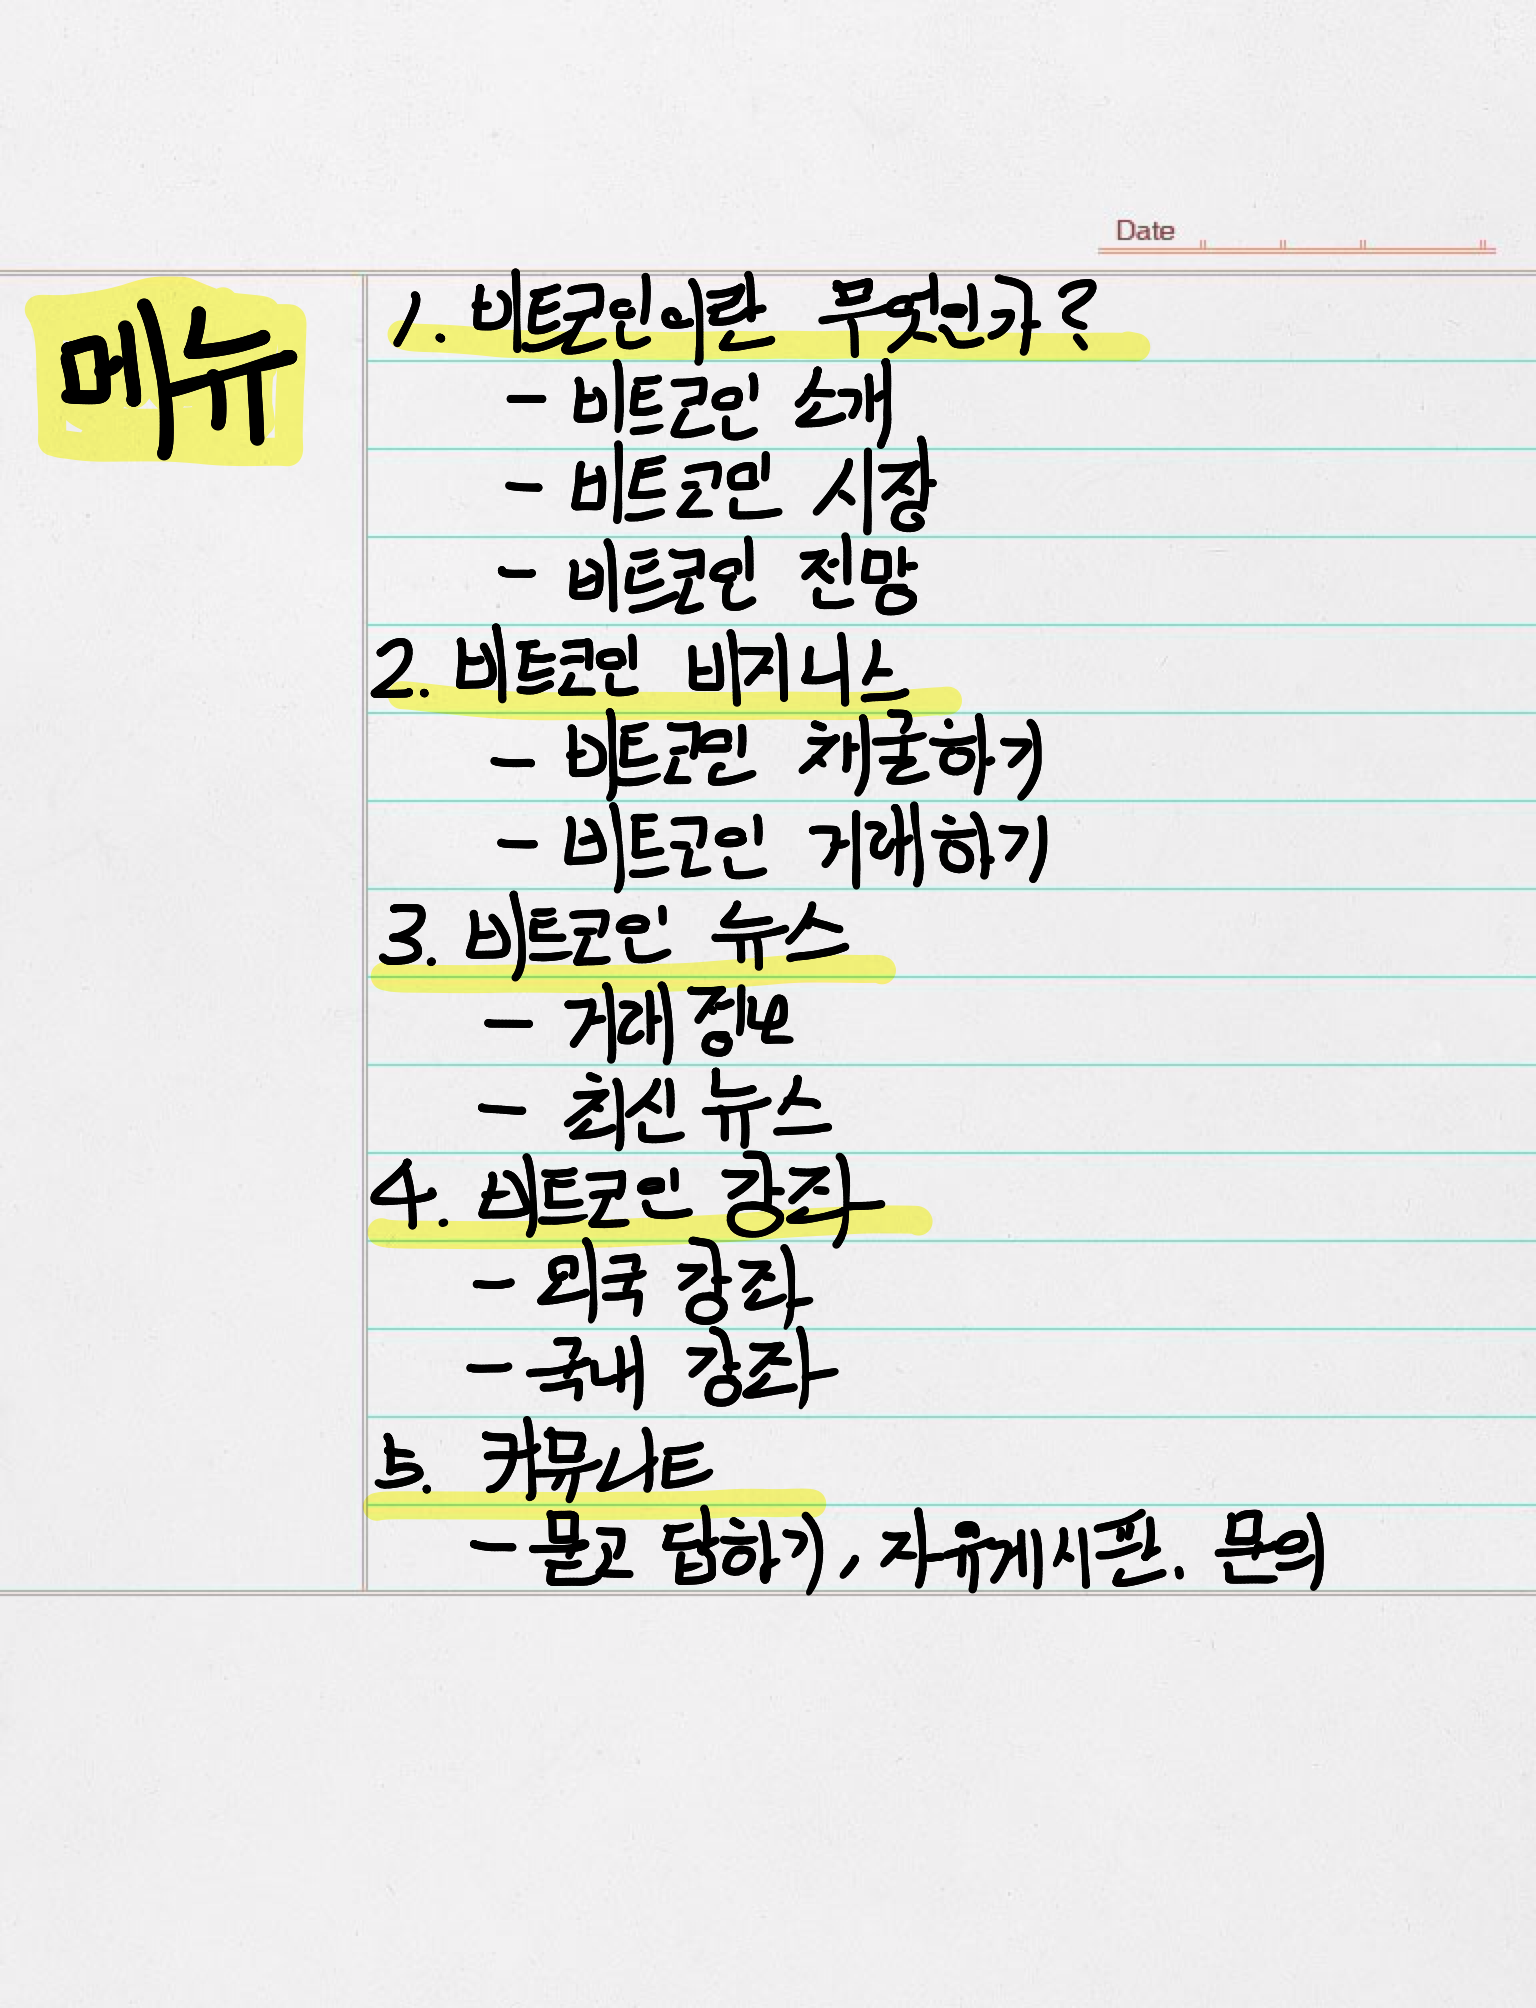 Date
메뉴
1. 비트코인이란 무엇인가?
- 비트코인 소개
- 비트코인 시장
- 비트코인 전망
2. 비트코인 비지니스
- 비트코인 채굴하기
- 비트코인 거래하기
3. 비트코인 뉴스
- 거래 정보
- 최신 뉴스
4. 비트코인 강좌
- 외국 강좌
- 국내 강좌
5. 커뮤니트
- 묻고 답하기, 자유게시판. 문의